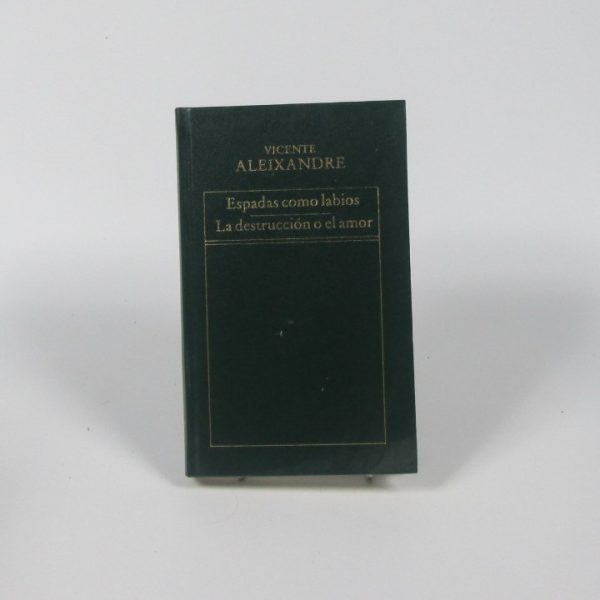 VICENTE
ALEIXANDRE
Espadas como labios
La destrucción o el amor